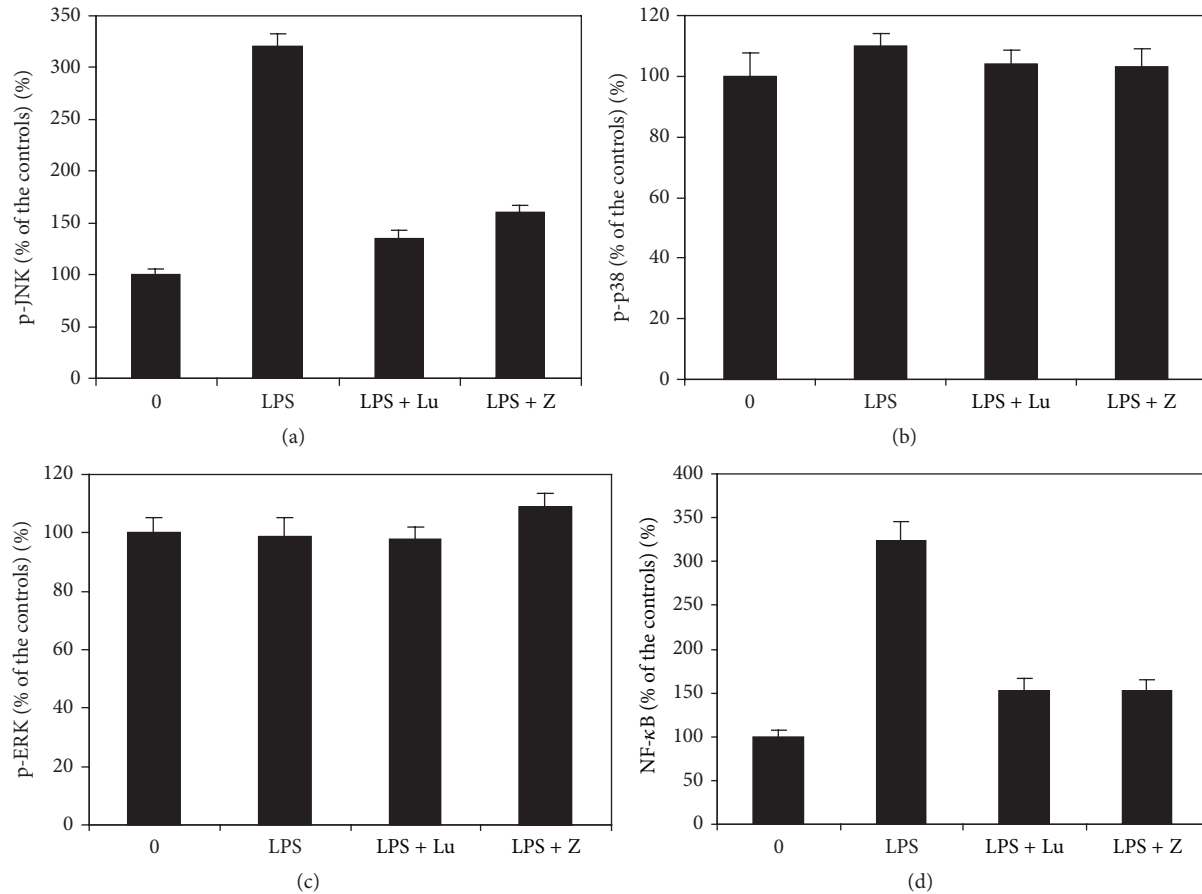 p-JNK (% of the controls) (%)
350
300
250
200
150
100
50
0
0 LPS LPS + Lu LPS + Z
(a)
p-p38 (% of the controls) (%)
120
100
80
60
40
20
0
0 LPS LPS + Lu LPS + Z
(b)
p-ERK (% of the controls) (%)
120
100
80
60
40
20
0
0 LPS LPS + Lu LPS + Z
(c)
NF-κB (% of the controls) (%)
400
350
300
250
200
150
100
50
0
0 LPS LPS + Lu LPS + Z
(d)